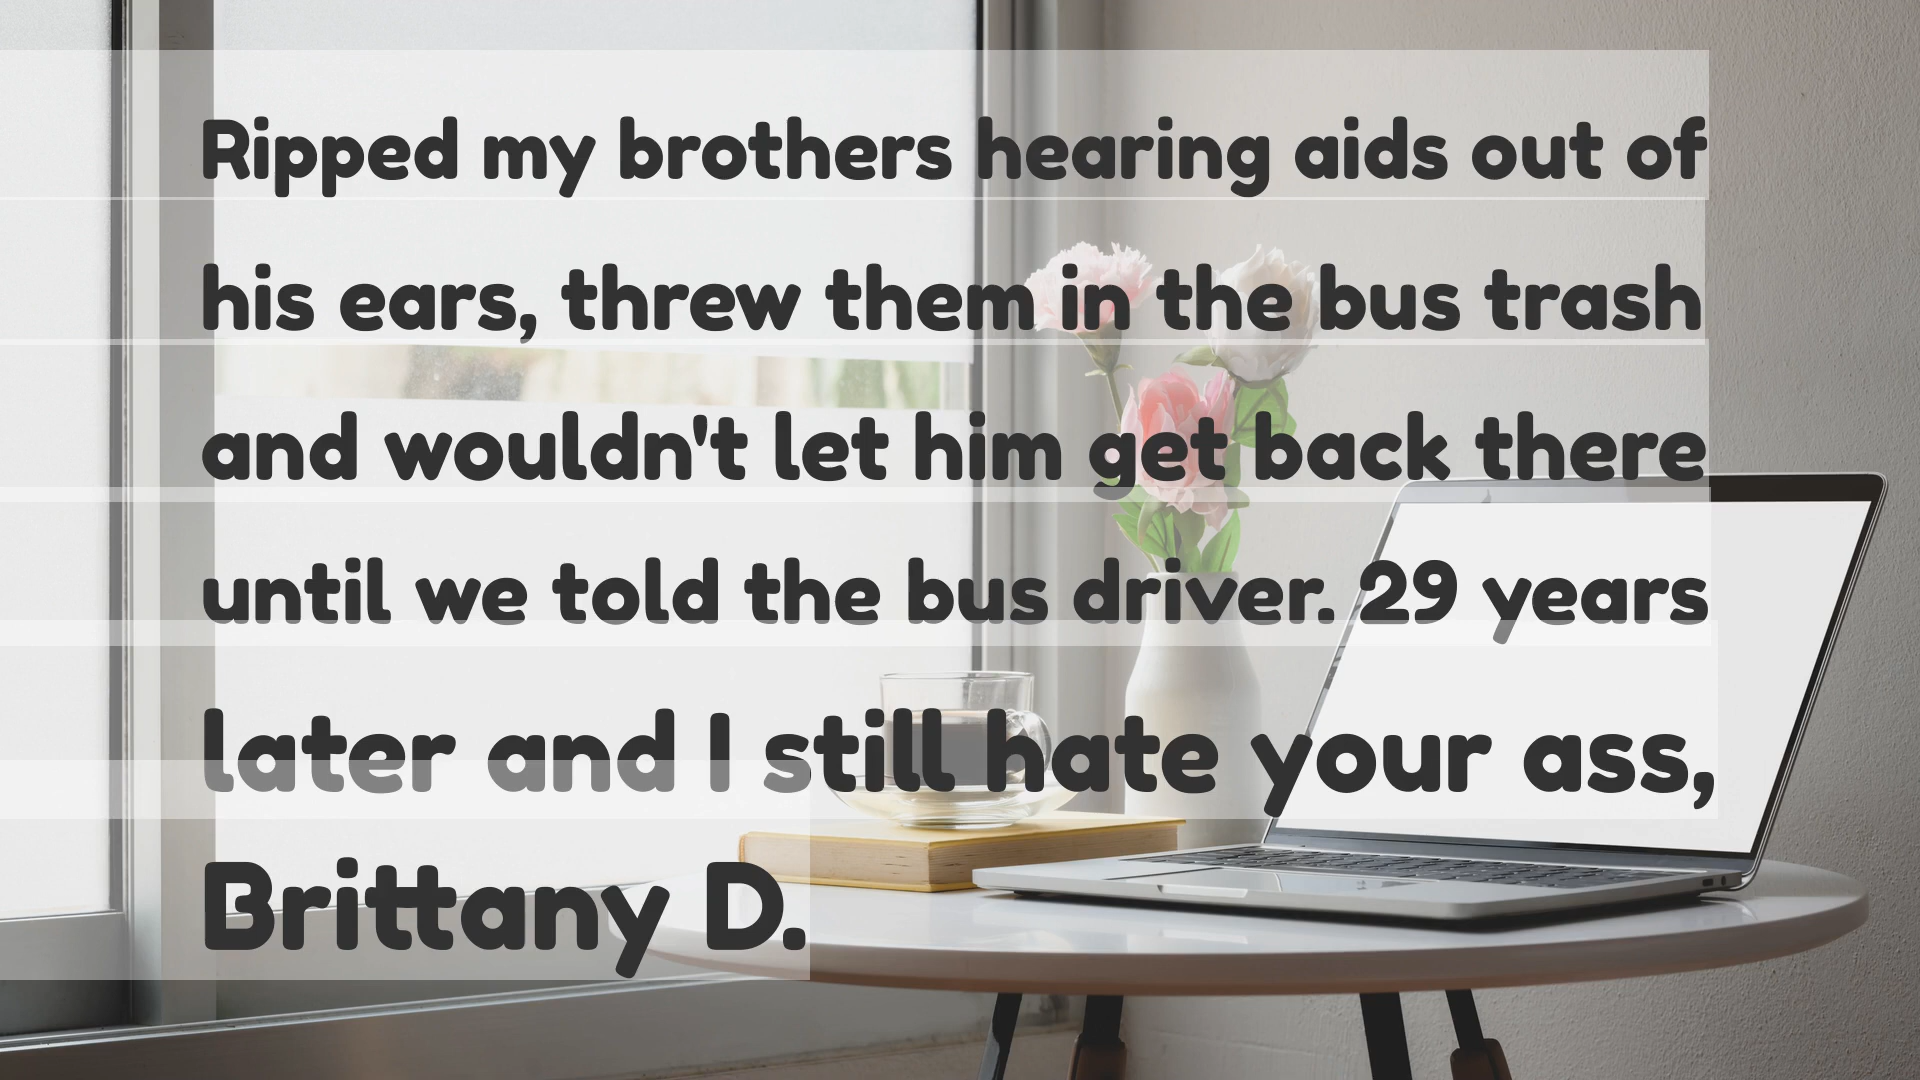 Ripped my brothers hearing aids out of
his ears, threw them in the bus trash
and wouldn't let him get back there
until we told the bus driver. 29 years
later and I still hate your ass,
Brittany D.